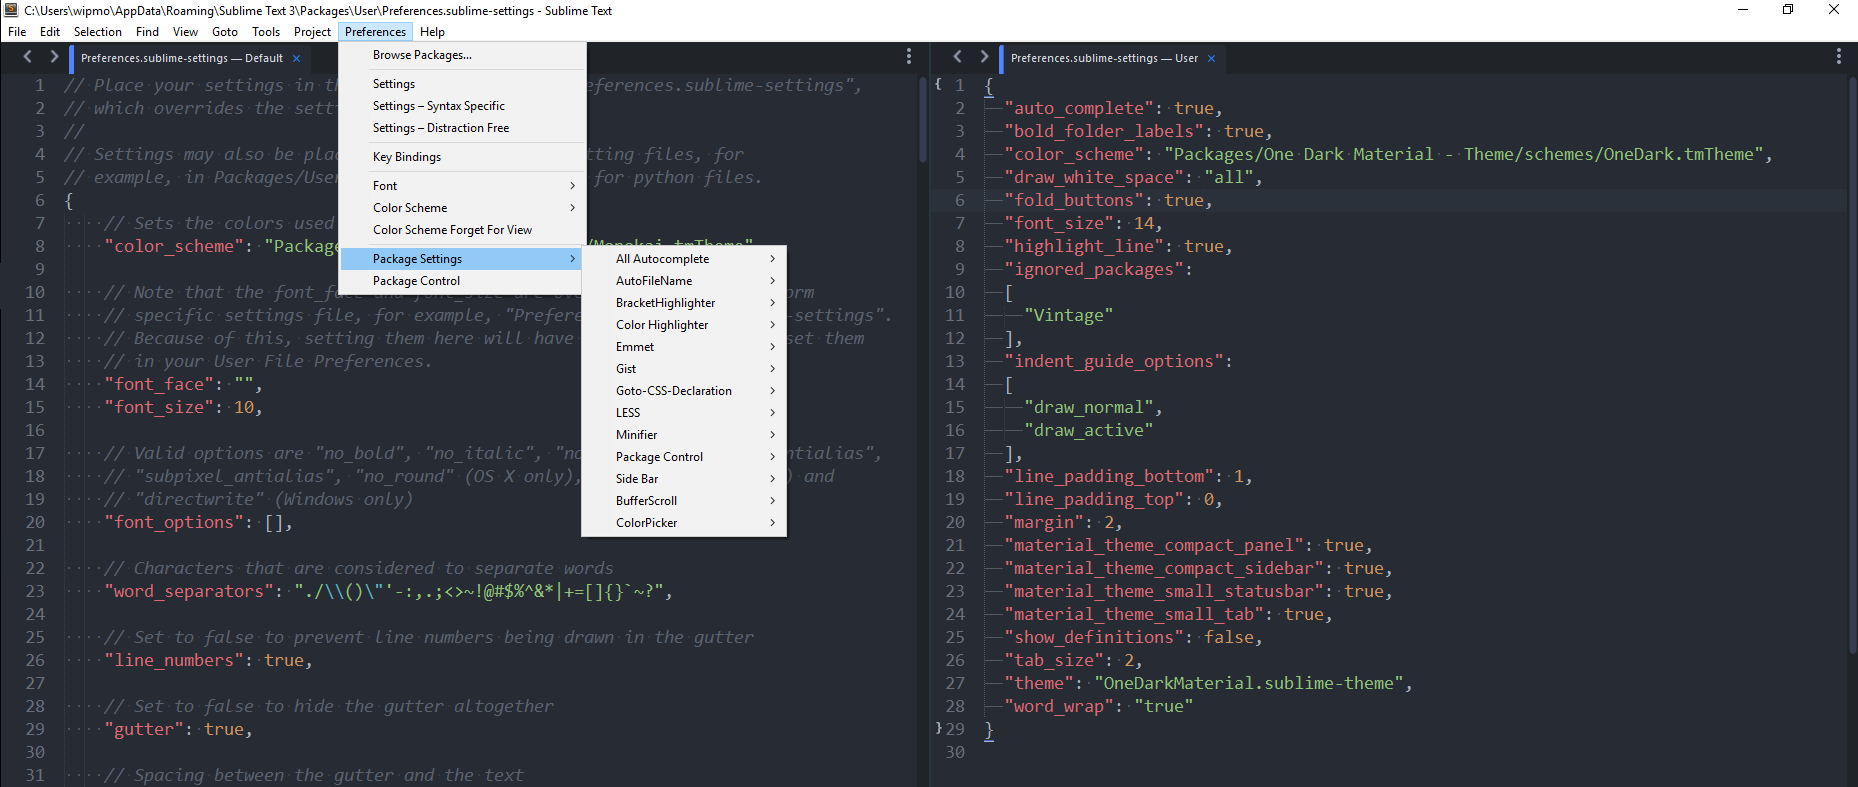 C:\Users\wipmo\AppData\Roaming\Sublime Text 3\Packages\User\Preferences.sublime-settings - Sublime Text
File Edit Selection Find View Goto Tools Project Preferences Help
Preferences.sublime-settings — Default ×
1 // Place your settings in th
eferences.sublime-settings",
2 // which overrides the sett
3 //
4 // Settings may also be plac
tting files, for
5 // example, in Packages/User
for python files.
6 {
7 // Sets the colors used
8 "color_scheme": "Packag
/Monokai.tmTheme"
9
10 // Note that the font_face and font_size are
orm
11 // specific settings file, for example, "Prefere
-settings".
12 // Because of this, setting them here will have
set them
13 // in your User File Preferences.
14 "font_face": "",
15 "font_size": 10,
16
17 // Valid options are "no_bold", "no_italic", "no
ntialias",
18 // "subpixel_antialias", "no_round" (OS X only),
) and
19 // "directwrite" (Windows only)
20 "font_options": [],
21
22 // Characters that are considered to separate words
23 "word_separators": "./\\()\"'-:,.;<>~!@#$%^&*|+=[]{}`~?",
24
25 // Set to false to prevent line numbers being drawn in the gutter
26 "line_numbers": true,
27
28 // Set to false to hide the gutter altogether
29 "gutter": true,
30
31 // Spacing between the gutter and the text
Browse Packages...
Settings
Settings – Syntax Specific
Settings – Distraction Free
Key Bindings
Font
Color Scheme
Color Scheme Forget For View
Package Settings
Package Control
All Autocomplete
AutoFileName
BracketHighlighter
Color Highlighter
Emmet
Gist
Goto-CSS-Declaration
LESS
Minifier
Package Control
Side Bar
BufferScroll
ColorPicker
Preferences.sublime-settings — User ×
1 {
2 "auto_complete": true,
3 "bold_folder_labels": true,
4 "color_scheme": "Packages/One Dark Material - Theme/schemes/OneDark.tmTheme",
5 "draw_white_space": "all",
6 "fold_buttons": true,
7 "font_size": 14,
8 "highlight_line": true,
9 "ignored_packages":
10 [
11 "Vintage"
12 ],
13 "indent_guide_options":
14 [
15 "draw_normal",
16 "draw_active"
17 ],
18 "line_padding_bottom": 1,
19 "line_padding_top": 0,
20 "margin": 2,
21 "material_theme_compact_panel": true,
22 "material_theme_compact_sidebar": true,
23 "material_theme_small_statusbar": true,
24 "material_theme_small_tab": true,
25 "show_definitions": false,
26 "tab_size": 2,
27 "theme": "OneDarkMaterial.sublime-theme",
28 "word_wrap": "true"
29 }
30